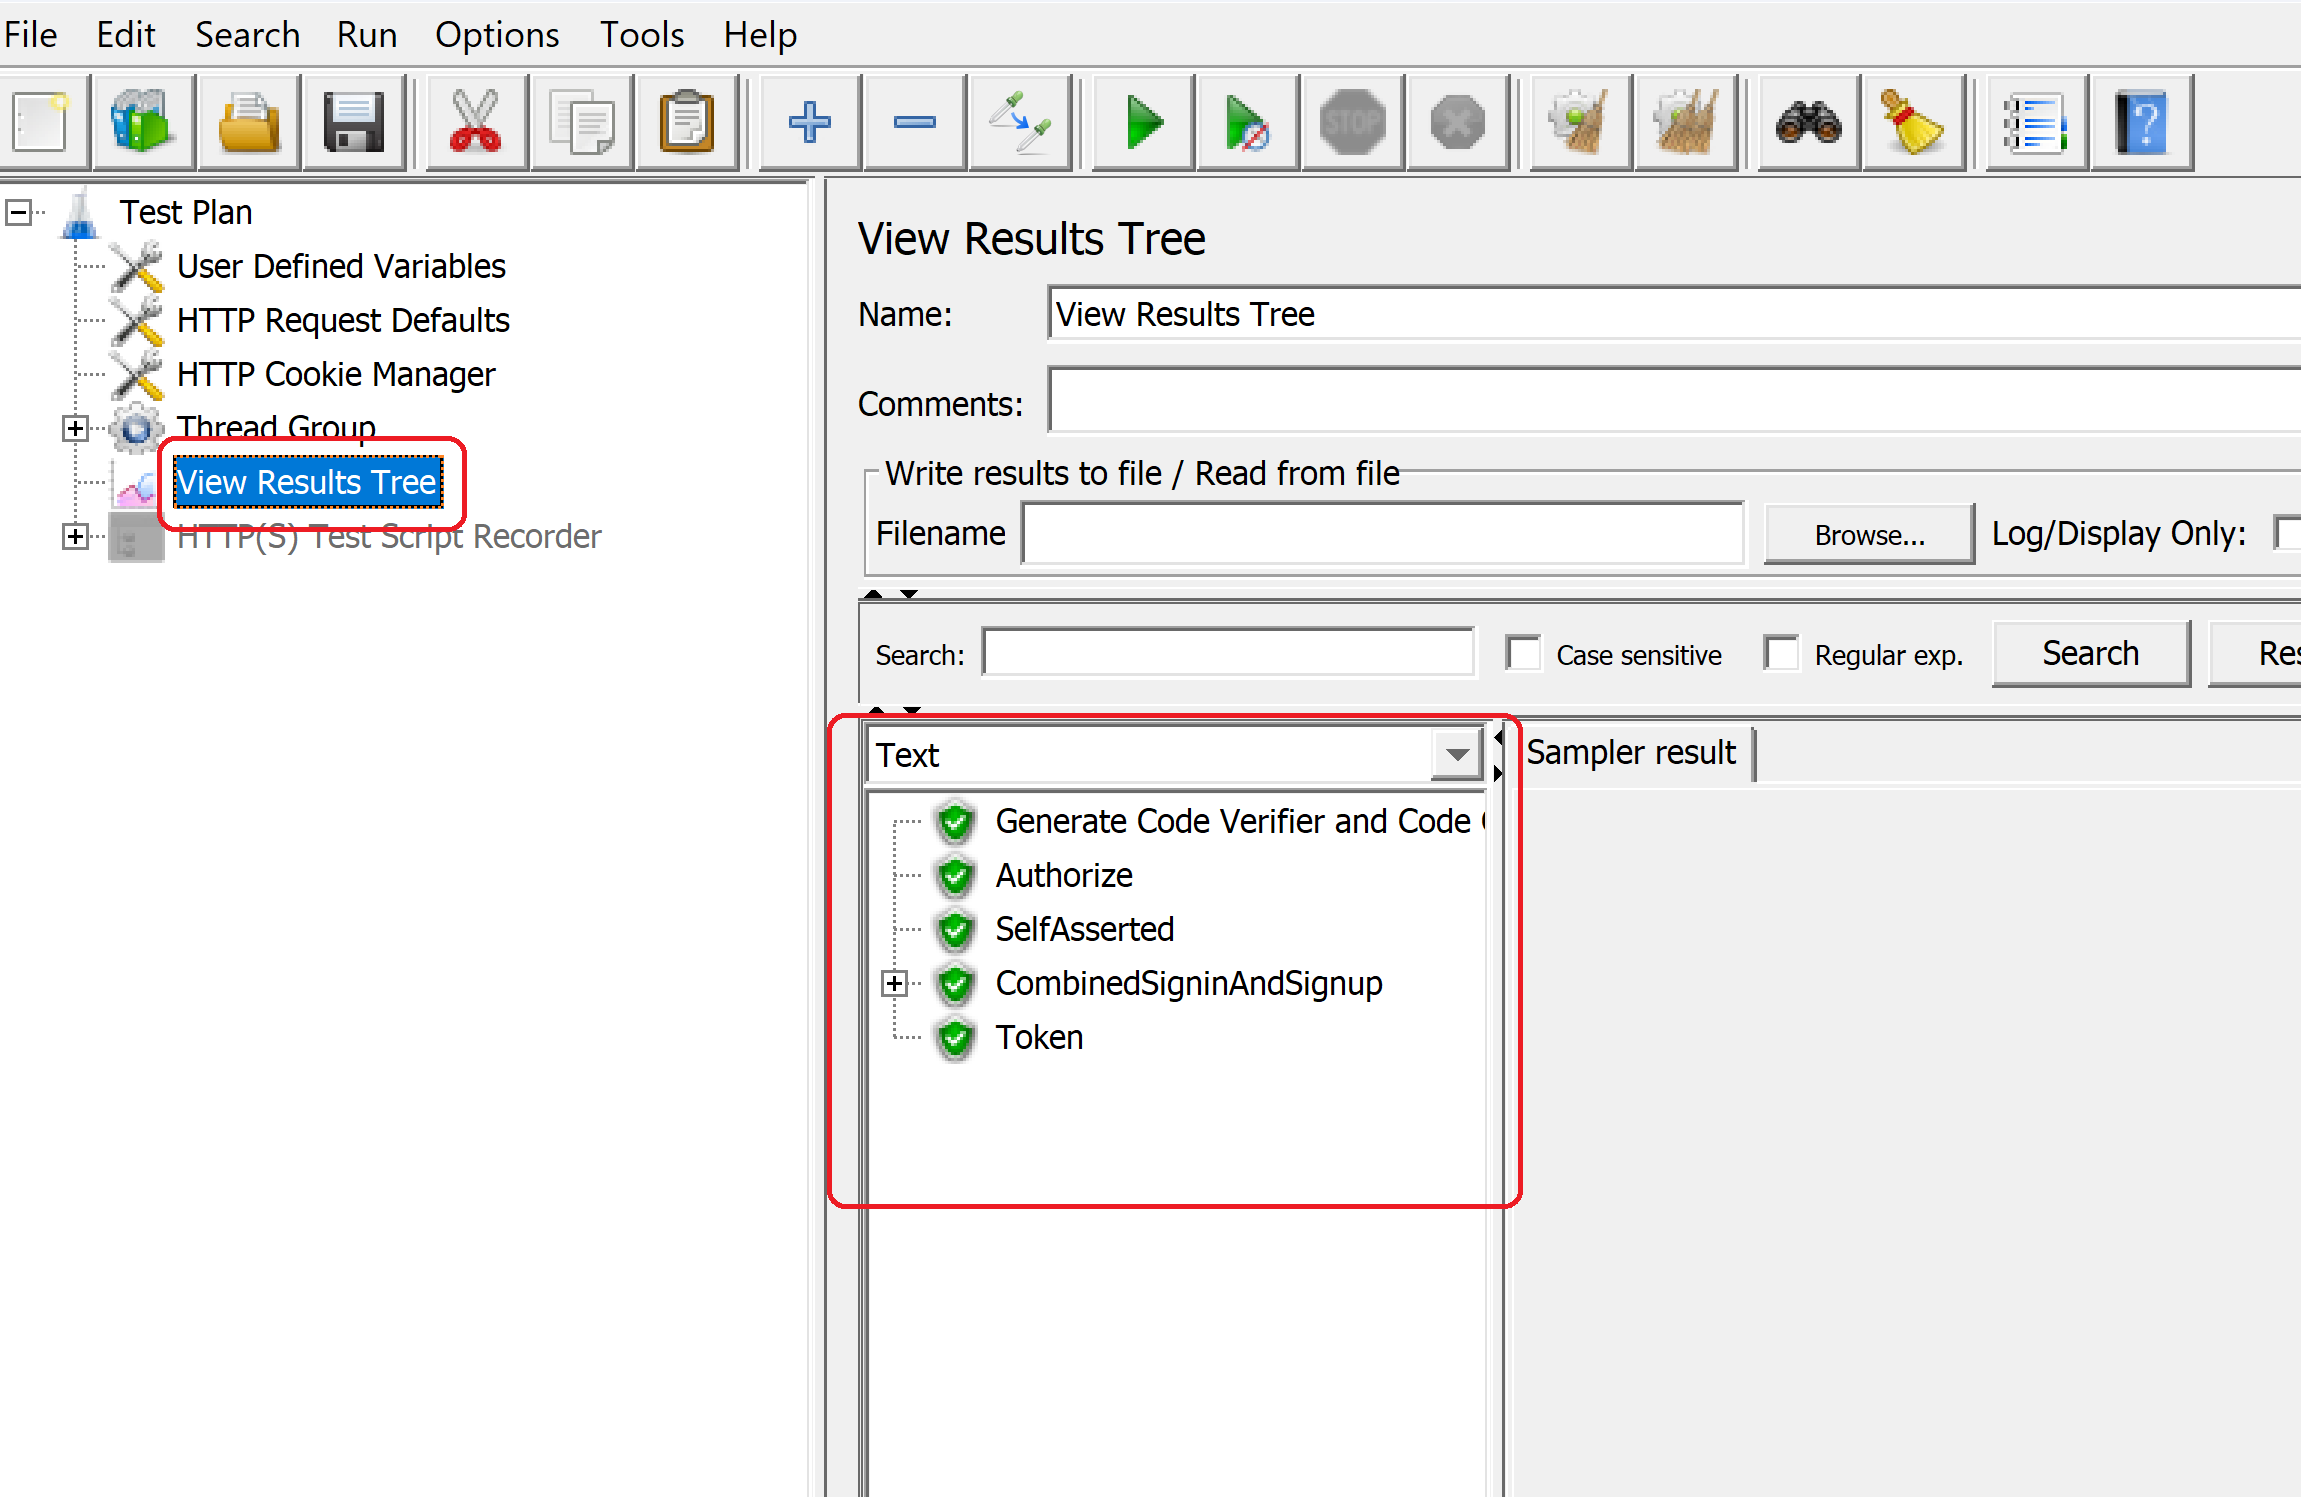 File Edit Search Run Options Tools Help
STOP
Test Plan
User Defined Variables
HTTP Request Defaults
HTTP Cookie Manager
Thread Group
View Results Tree
HTTP(S) Test Script Recorder
View Results Tree
Name: View Results Tree
Comments:
Write results to file / Read from file
Filename Browse... Log/Display Only:
Search: Case sensitive Regular exp. Search Res
Text
Sampler result
Generate Code Verifier and Code
Authorize
SelfAsserted
CombinedSigninAndSignup
Token